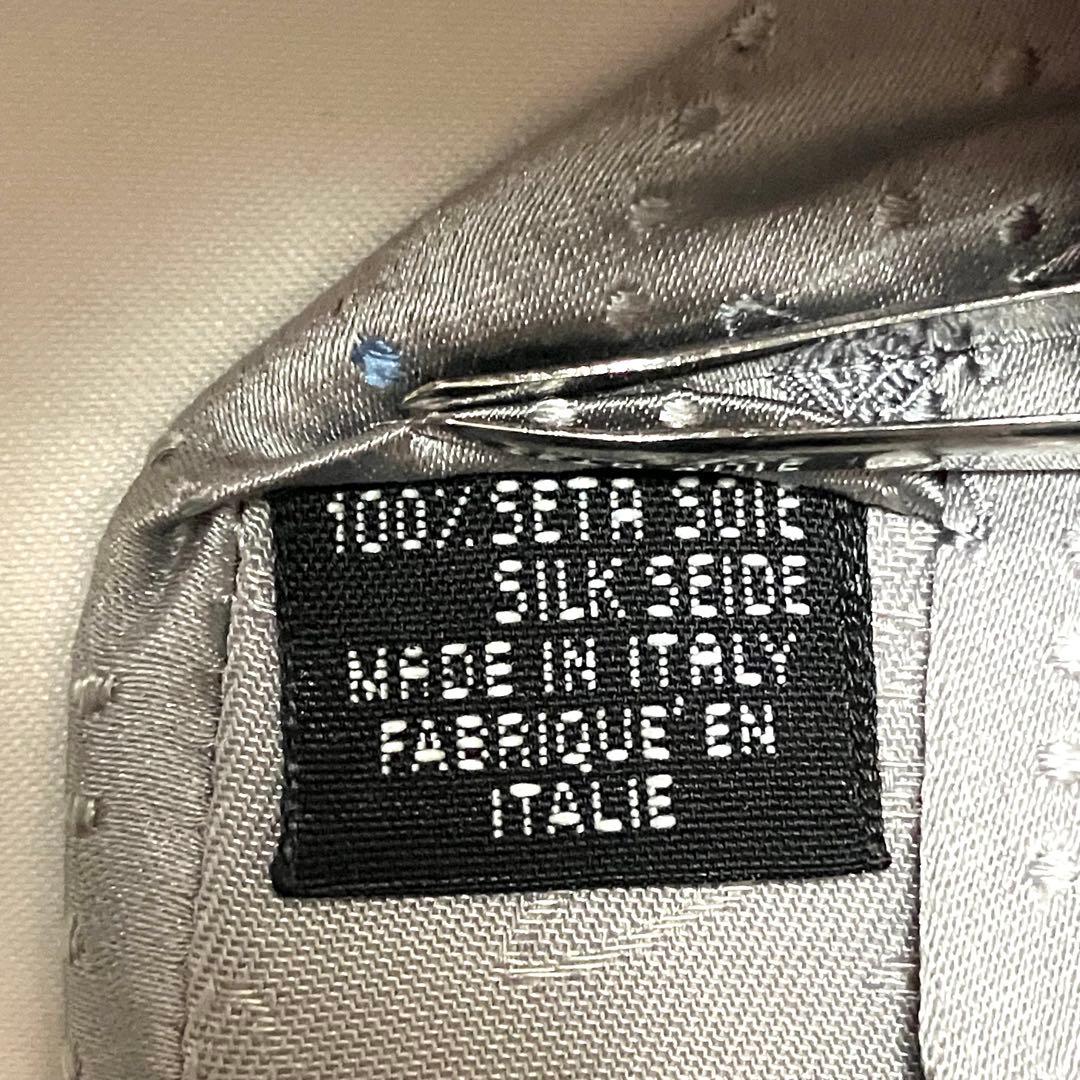 100% SETA SOIE
SILK SEIDE
MADE IN ITALY
FABRIQUE' EN
ITALIE